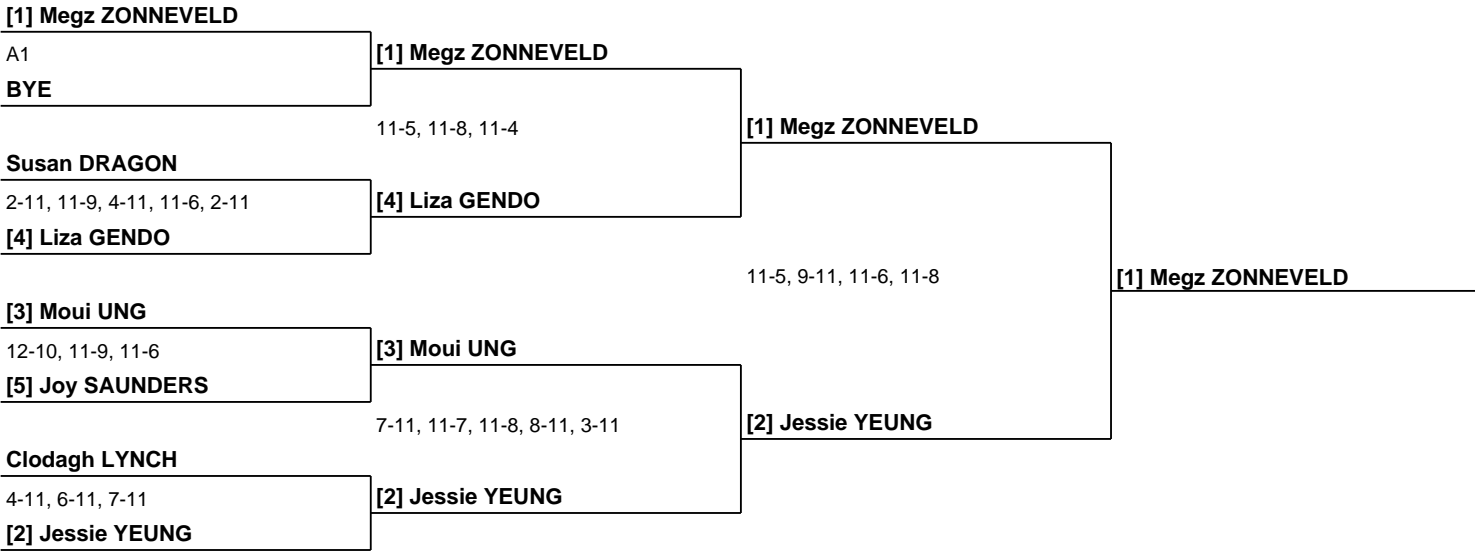 [1] Megz ZONNEVELD
A1
[1] Megz ZONNEVELD
BYE
11-5, 11-8, 11-4
[1] Megz ZONNEVELD
Susan DRAGON
2-11, 11-9, 4-11, 11-6, 2-11
[4] Liza GENDO
[4] Liza GENDO
11-5, 9-11, 11-6, 11-8
[1] Megz ZONNEVELD
[3] Moui UNG
12-10, 11-9, 11-6
[3] Moui UNG
[5] Joy SAUNDERS
7-11, 11-7, 11-8, 8-11, 3-11
[2] Jessie YEUNG
Clodagh LYNCH
4-11, 6-11, 7-11
[2] Jessie YEUNG
[2] Jessie YEUNG